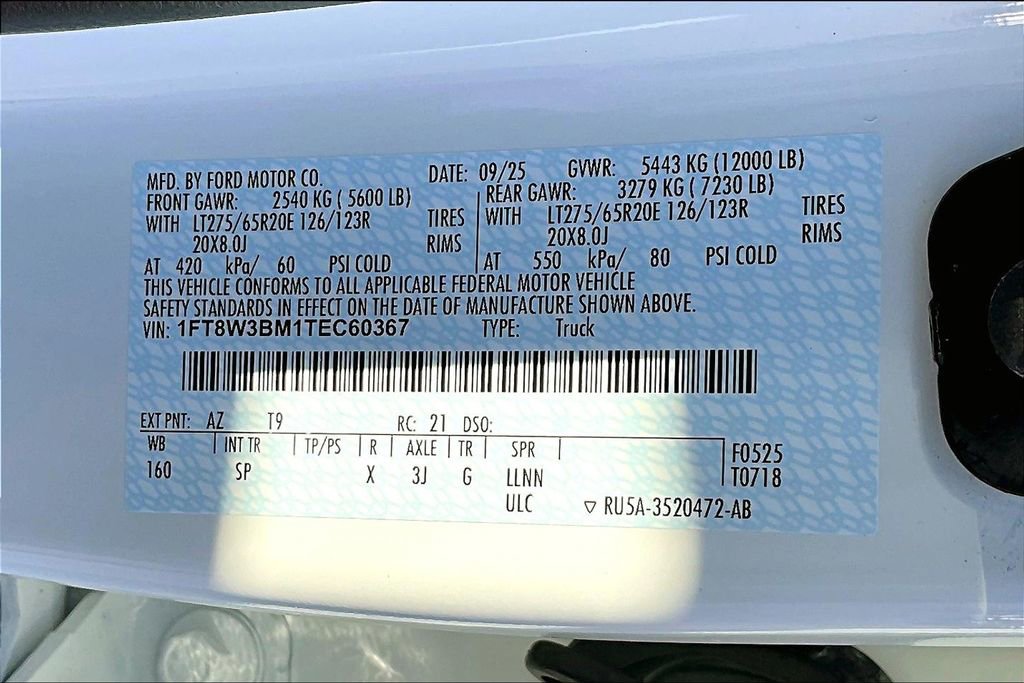 MFD. BY FORD MOTOR CO. DATE: 09/25 GVWR: 5443 KG (12000 LB)
FRONT GAWR: 2540 KG ( 5600 LB) REAR GAWR: 3279 KG ( 7230 LB)
WITH LT275/65R20E 126/123R TIRES WITH LT275/65R20E 126/123R TIRES
20X8.0J RIMS 20X8.0J RIMS
AT 420 kPa/ 60 PSI COLD AT 550 kPa/ 80 PSI COLD
THIS VEHICLE CONFORMS TO ALL APPLICABLE FEDERAL MOTOR VEHICLE
SAFETY STANDARDS IN EFFECT ON THE DATE OF MANUFACTURE SHOWN ABOVE.
VIN: 1FT8W3BM1TEC60367 TYPE: Truck
EXT PNT: AZ T9 RC: 21 DSO:
WB INT TR TP/PS R AXLE TR SPR F0525
160 SP X 3J G LLNN T0718
ULC ▽ RU5A-3520472-AB